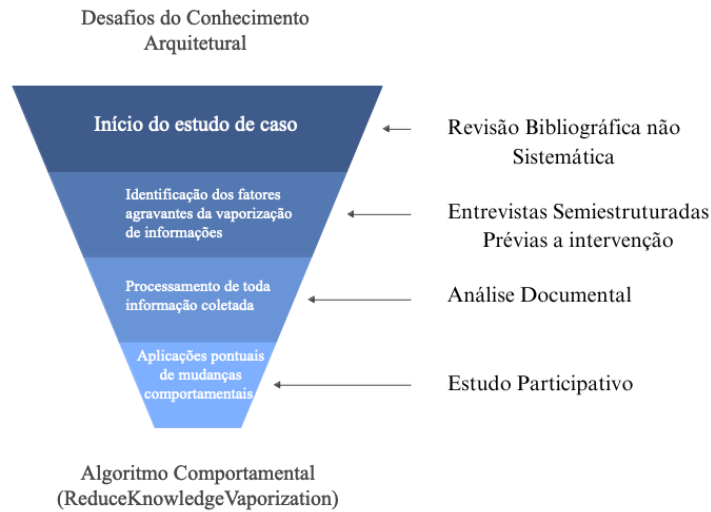 Desafios do Conhecimento
Arquitetural
Início do estudo de caso
Revisão Bibliográfica não
Sistemática
Identificação dos fatores
agravantes da vaporização
de informações
Entrevistas Semiestruturadas
Prévias a intervenção
Processamento de toda
informação coletada
Análise Documental
Aplicações pontuais
de mudanças
comportamentais
Estudo Participativo
Algoritmo Comportamental
(ReduceKnowledgeVaporization)